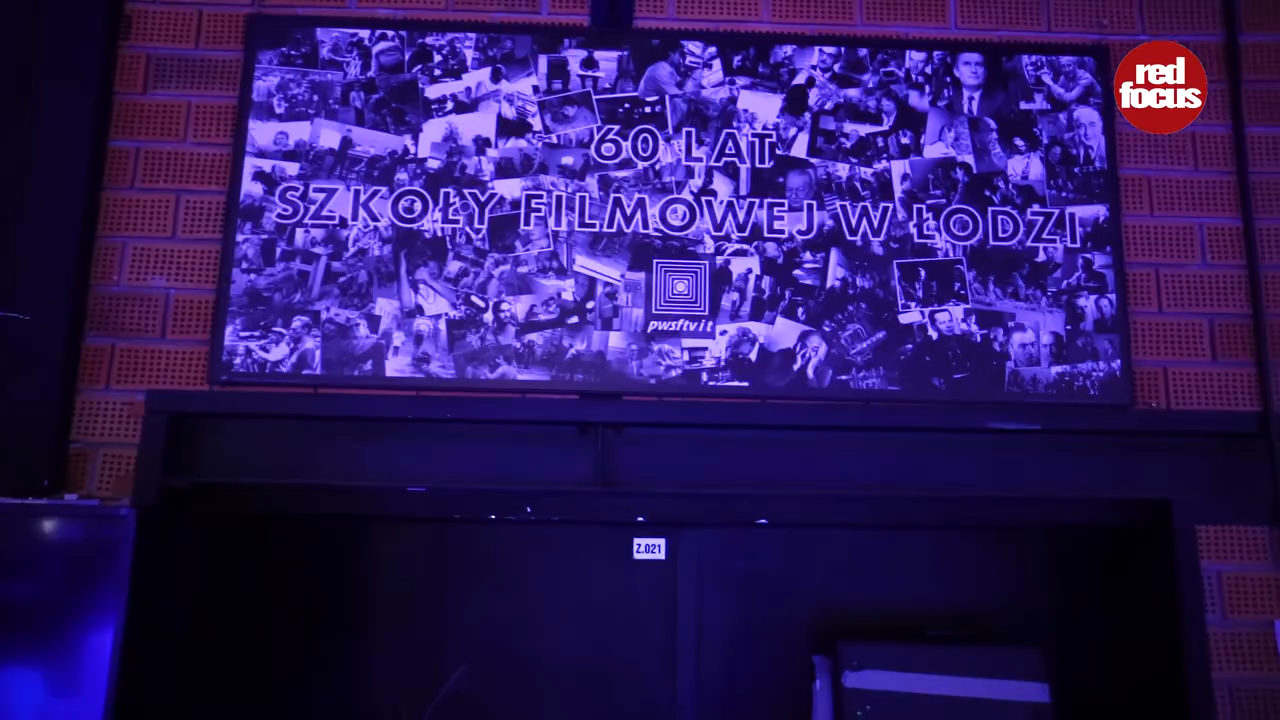 red
focus
60 LAT
SZKOŁY FILMOWEJ W ŁODZI
pwsftvit
Z.021